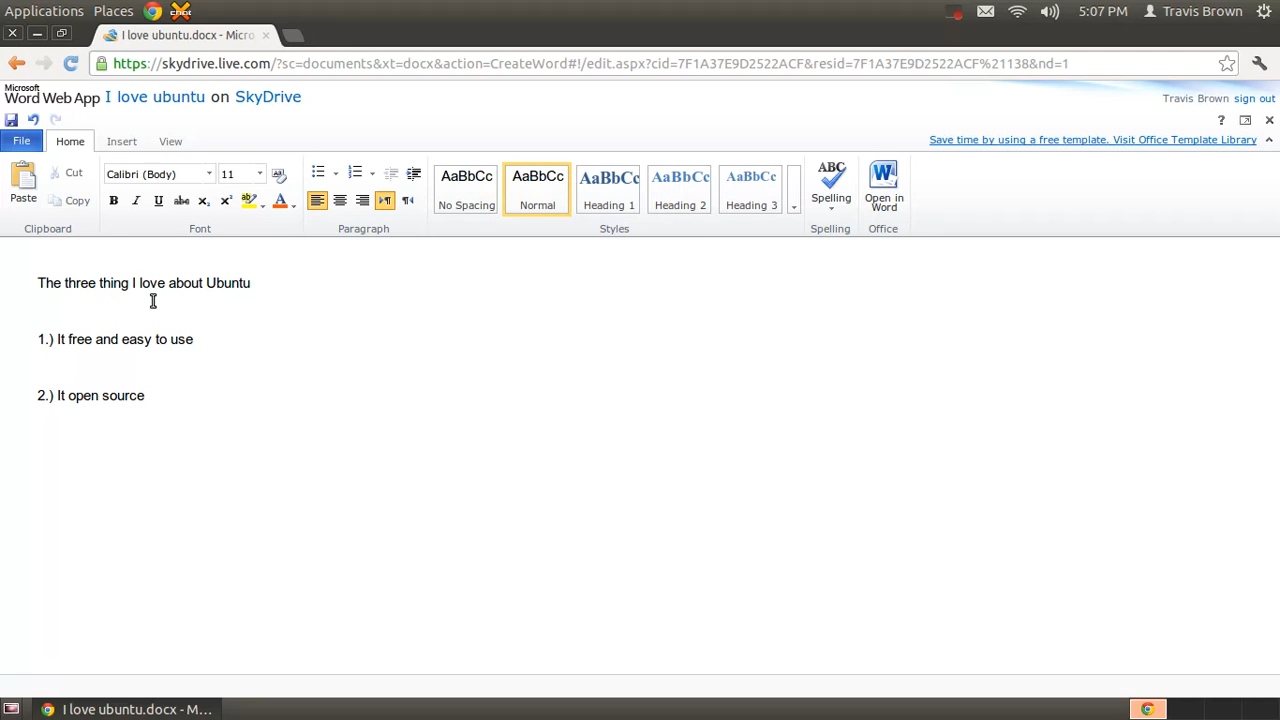 Applications Places 5:07 PM Travis Brown
I love ubuntu.docx - Micro
https://skydrive.live.com/?sc=documents&xt=docx&action=CreateWord#!/edit.aspx?cid=7F1A37E9D2522ACF&resid=7F1A37E9D2522ACF%21138&nd=1
Microsoft
Word Web App I love ubuntu on SkyDrive
Travis Brown sign out
File Home Insert View
Save time by using a free template. Visit Office Template Library
Paste Cut Copy
Calibri (Body) 11
B I U abc x₂ x² ab A
AaBbCc AaBbCc AaBbCc AaBbCc AaBbCc
No Spacing Normal Heading 1 Heading 2 Heading 3
ABC
Spelling
Open in
Word
Clipboard Font Paragraph Styles Spelling Office
The three thing I love about Ubuntu
1.) It free and easy to use
2.) It open source
I love ubuntu.docx - M...